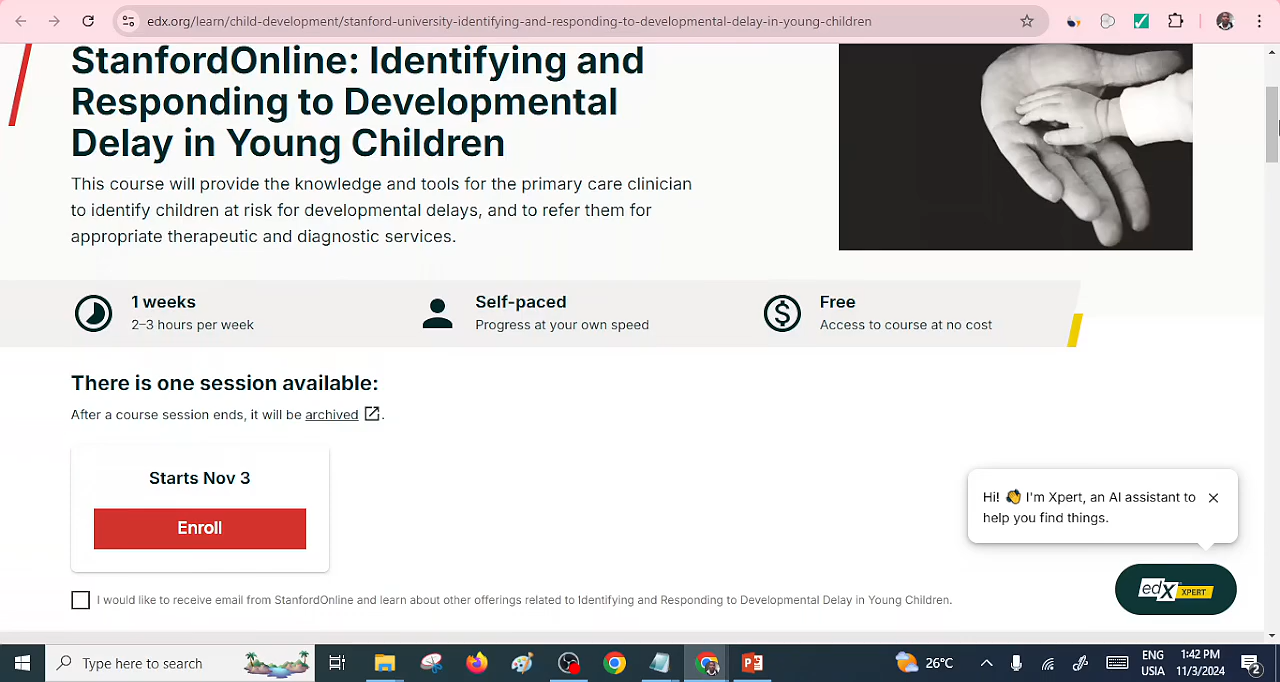 edx.org/learn/child-development/stanford-university-identifying-and-responding-to-developmental-delay-in-young-children
StanfordOnline: Identifying and
Responding to Developmental
Delay in Young Children
This course will provide the knowledge and tools for the primary care clinician
to identify children at risk for developmental delays, and to refer them for
appropriate therapeutic and diagnostic services.
1 weeks
2–3 hours per week
Self-paced
Progress at your own speed
Free
Access to course at no cost
There is one session available:
After a course session ends, it will be archived.
Starts Nov 3
Enroll
Hi! 👋 I'm Xpert, an AI assistant to
help you find things.
edX XPERT
I would like to receive email from StanfordOnline and learn about other offerings related to Identifying and Responding to Developmental Delay in Young Children.
Type here to search
26°C
ENG
USIA
1:42 PM
11/3/2024
2